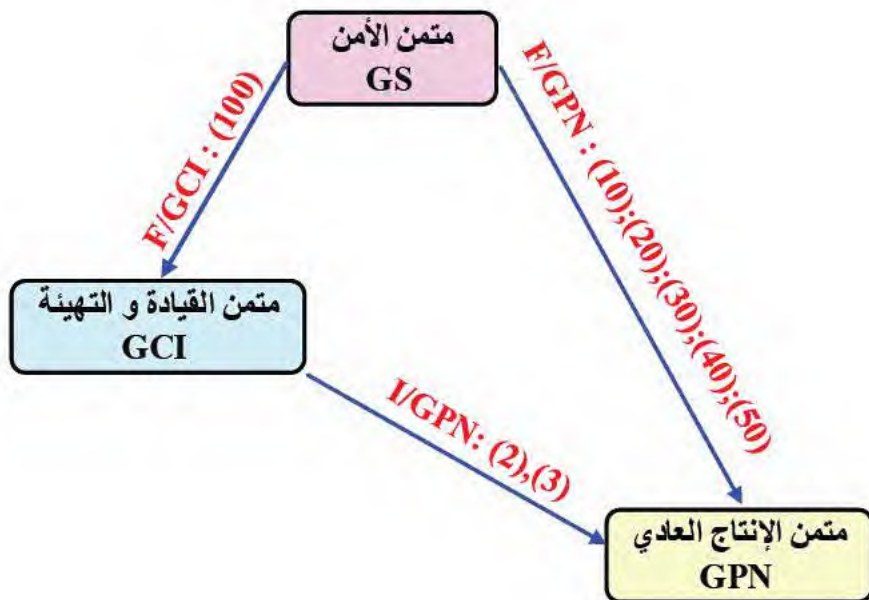 متمن الأمن
GS
F/GCI : (100)
F/GPN : (10);(20);(30);(40);(50)
متمن القيادة و التهيئة
GCI
I/GPN: (2),(3)
متمن الإنتاج العادي
GPN